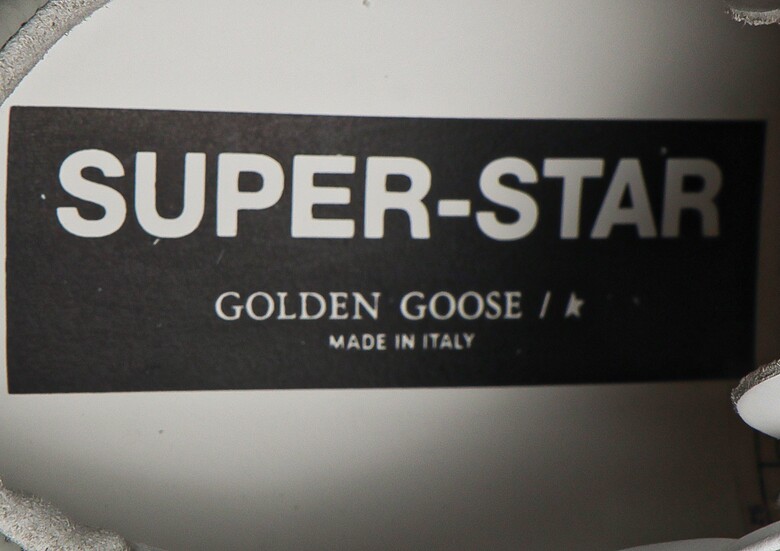 SUPER-STAR
GOLDEN GOOSE /
MADE IN ITALY